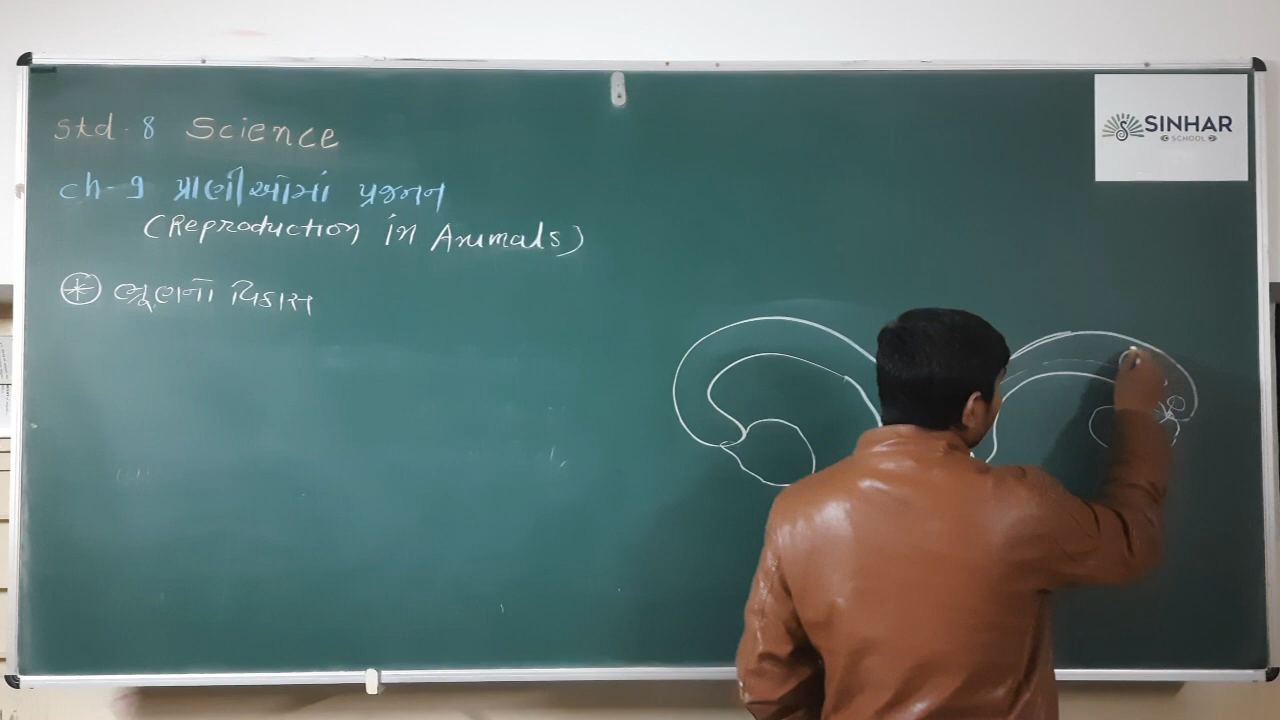 Std - 8 Science
ch-9 પ્રાણીઓમાં પ્રજનન
(Reproduction in Animals)
ભ્રૂણનો વિકાસ
SINHAR
SCHOOL